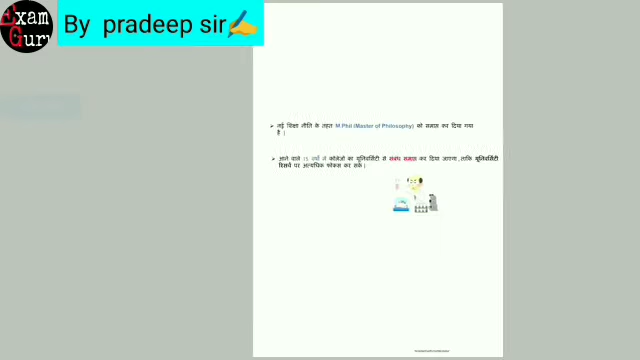 Exam
Guru
By pradeep sir✍
➢ नई शिक्षा नीति के तहत M.Phil (Master of Philosophy) को समाप्त कर दिया गया
है |
➢ आने वाले 15 वर्षों में कॉलेजों का यूनिवर्सिटी से संबंध समाप्त कर दिया जाएगा ,ताकि यूनिवर्सिटी
रिसर्च पर अत्यधिक फोकस कर सके |